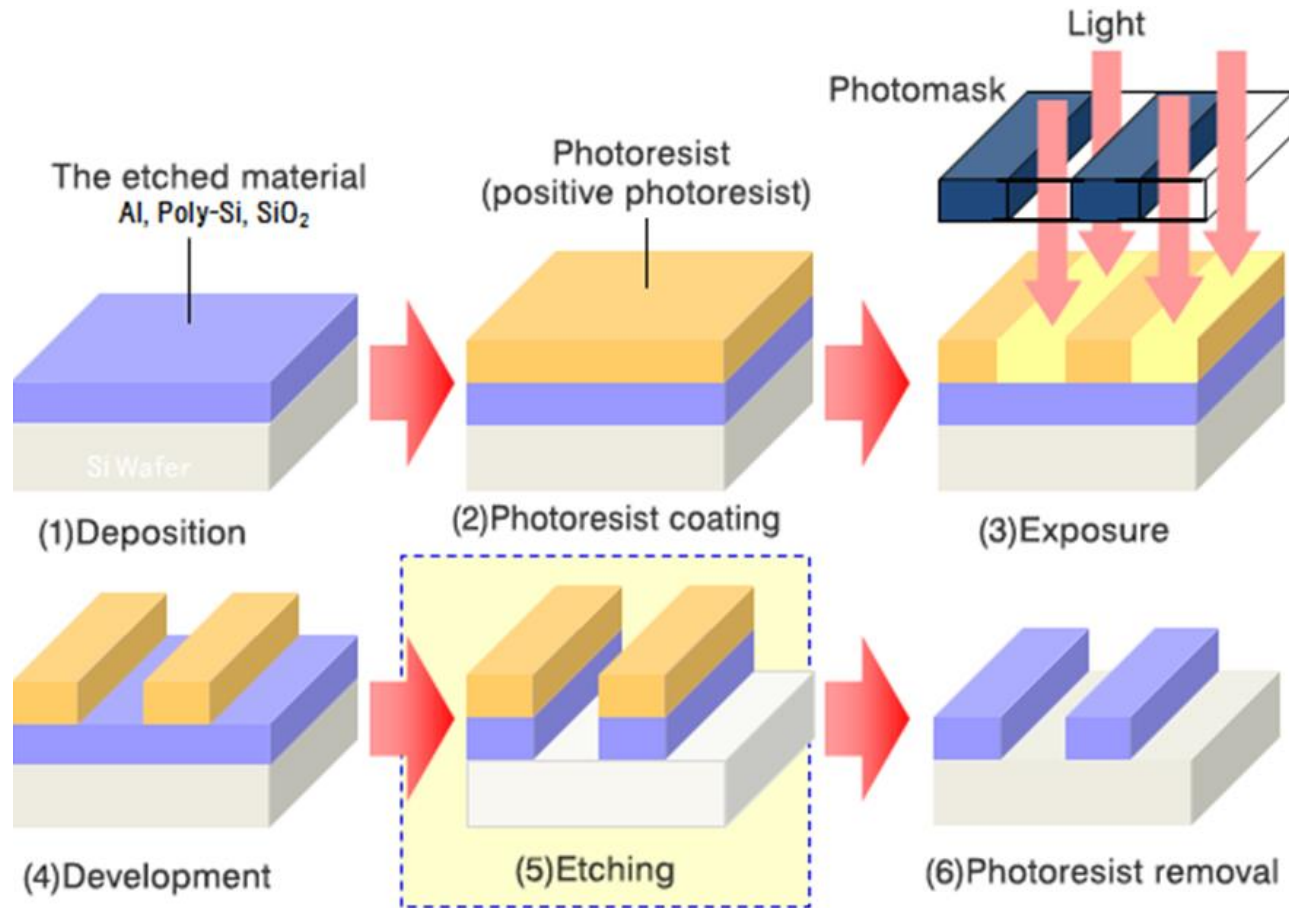 Light
Photomask
The etched material
Al, Poly-Si, SiO₂
Photoresist
(positive photoresist)
Si Wafer
(1)Deposition
(2)Photoresist coating
(3)Exposure
(4)Development
(5)Etching
(6)Photoresist removal